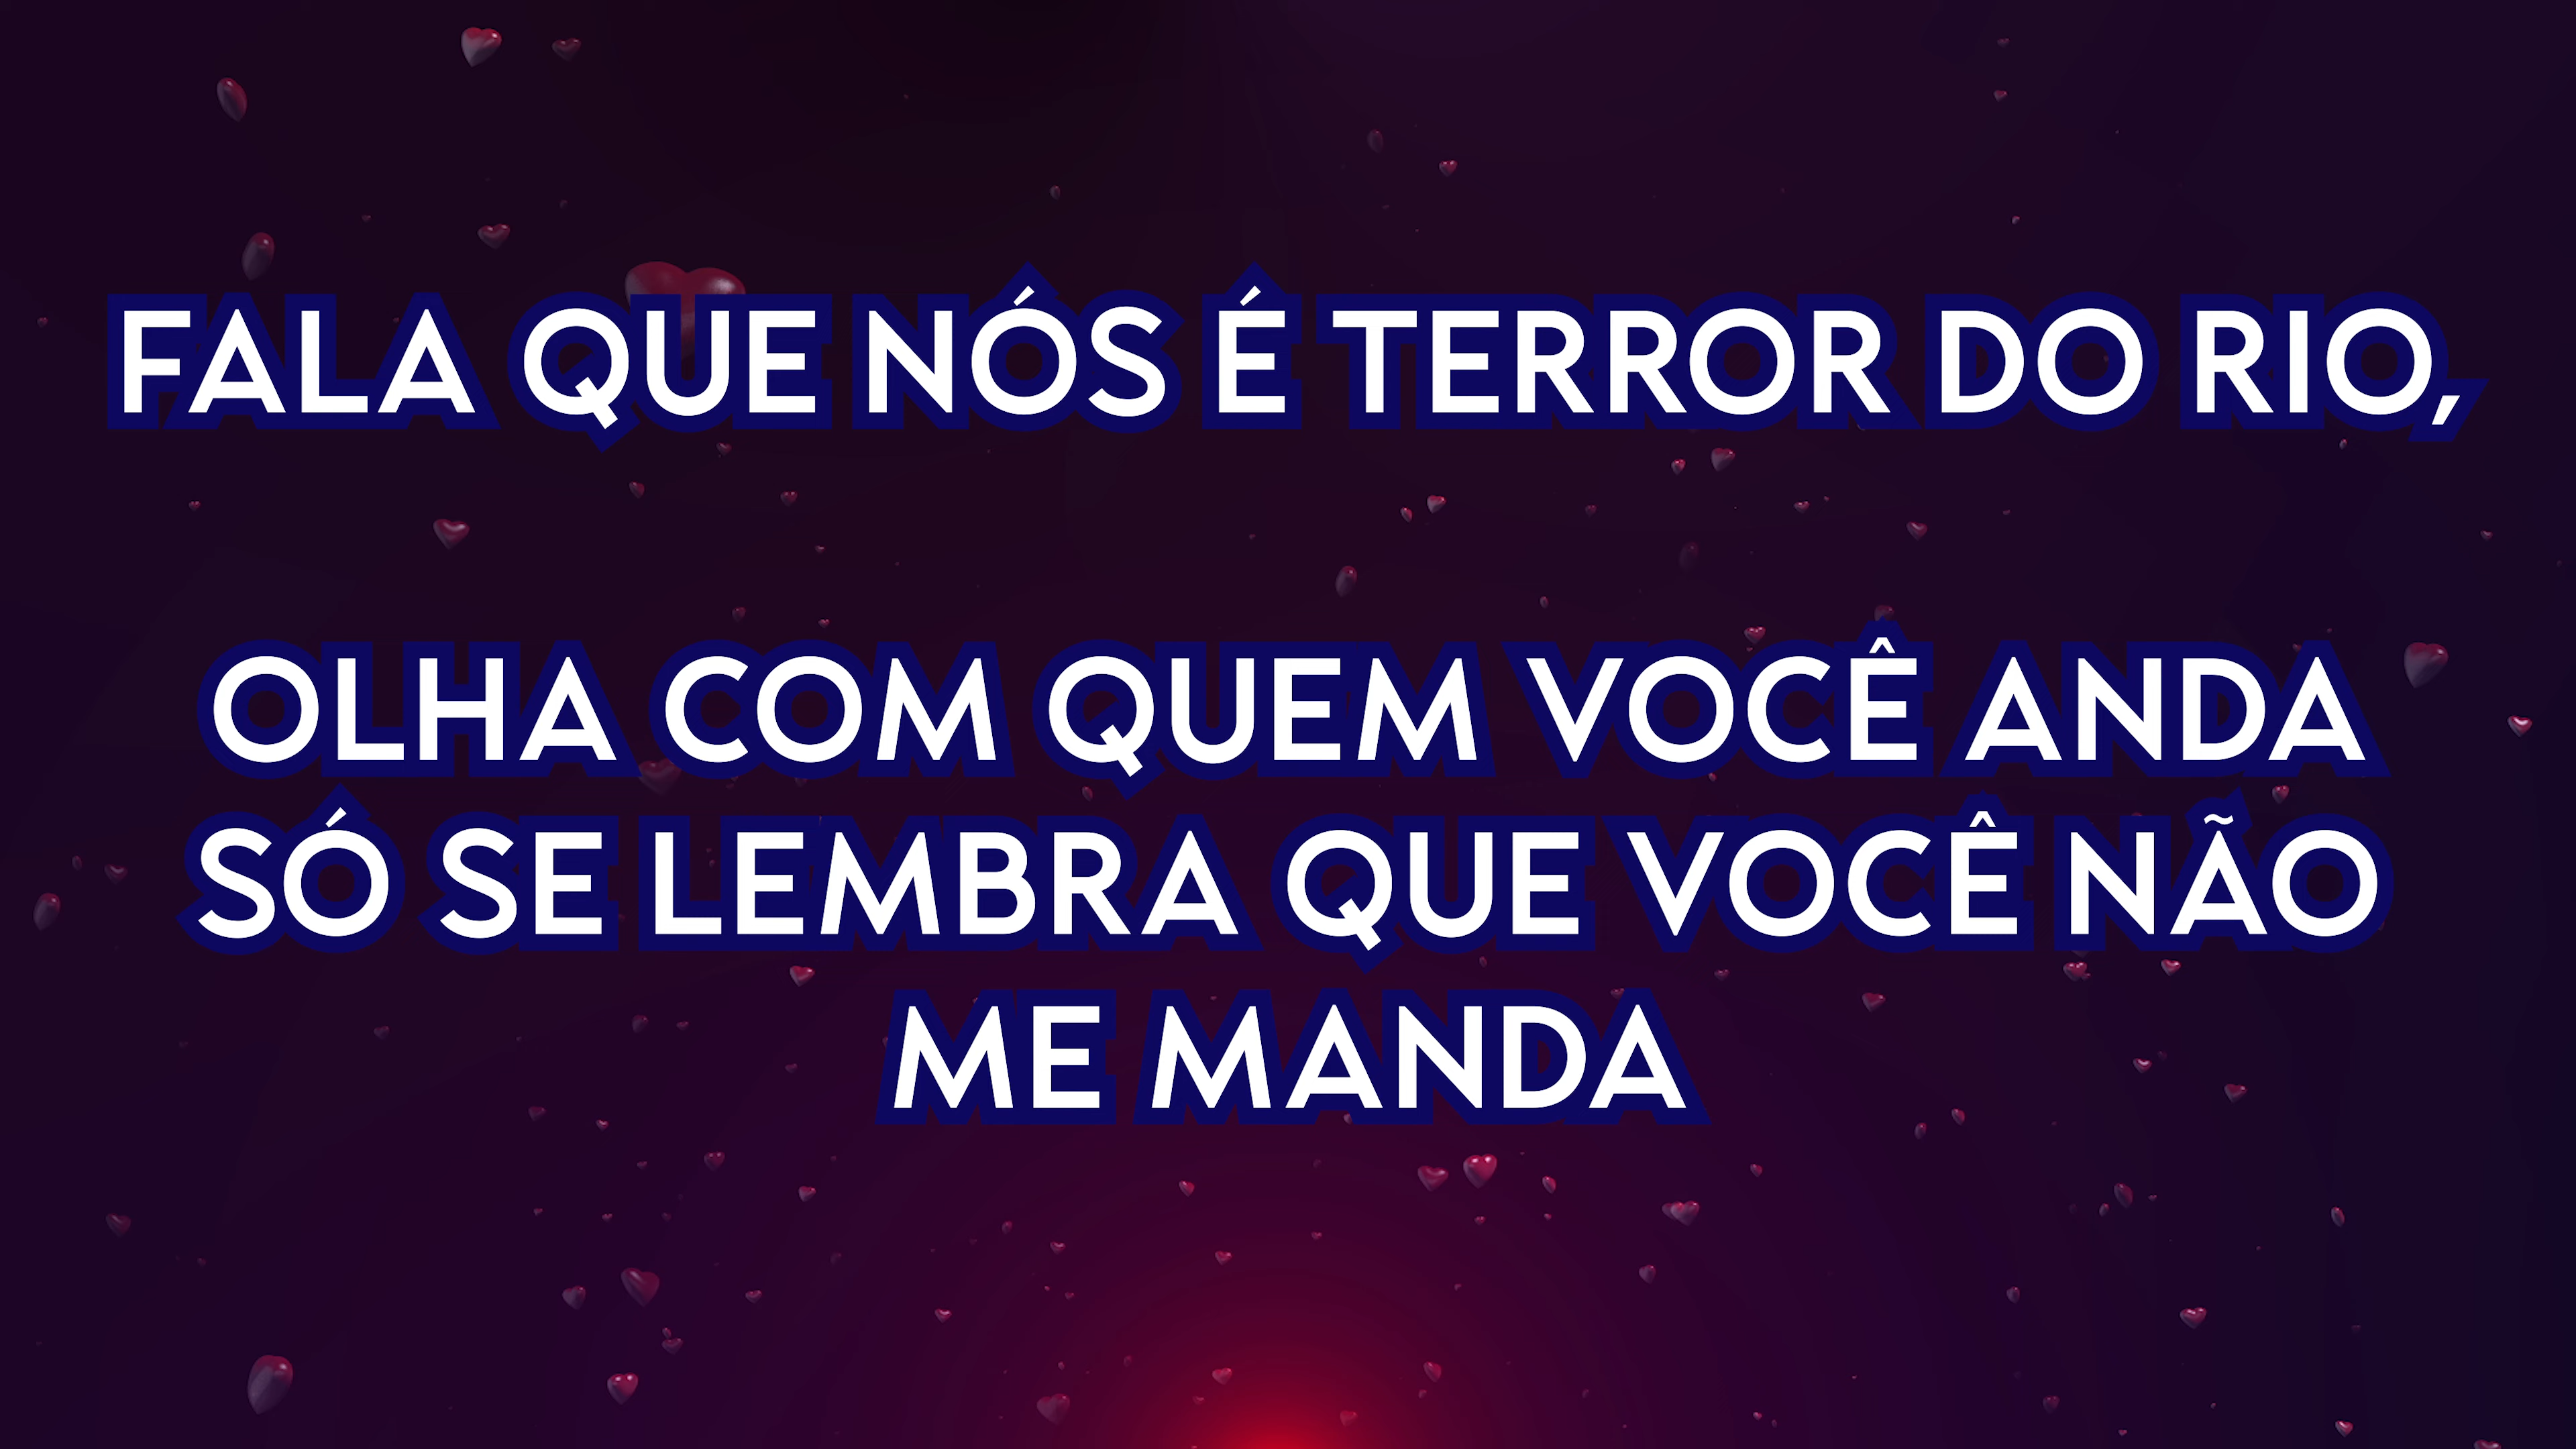 FALA QUE NÓS É TERROR DO RIO,
OLHA COM QUEM VOCÊ ANDA
SÓ SE LEMBRA QUE VOCÊ NÃO
ME MANDA